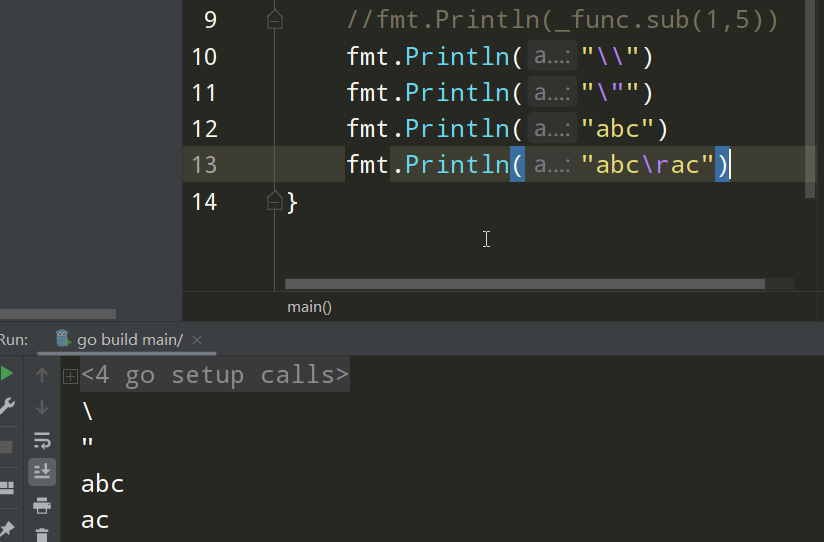 9 //fmt.Println(_func.sub(1,5))
10 fmt.Println( a...: "\\")
11 fmt.Println( a...: "\"")
12 fmt.Println( a...: "abc")
13 fmt.Println( a...: "abc\rac")
14 }
main()
Run: go build main/ ×
<4 go setup calls>
\
"
abc
ac